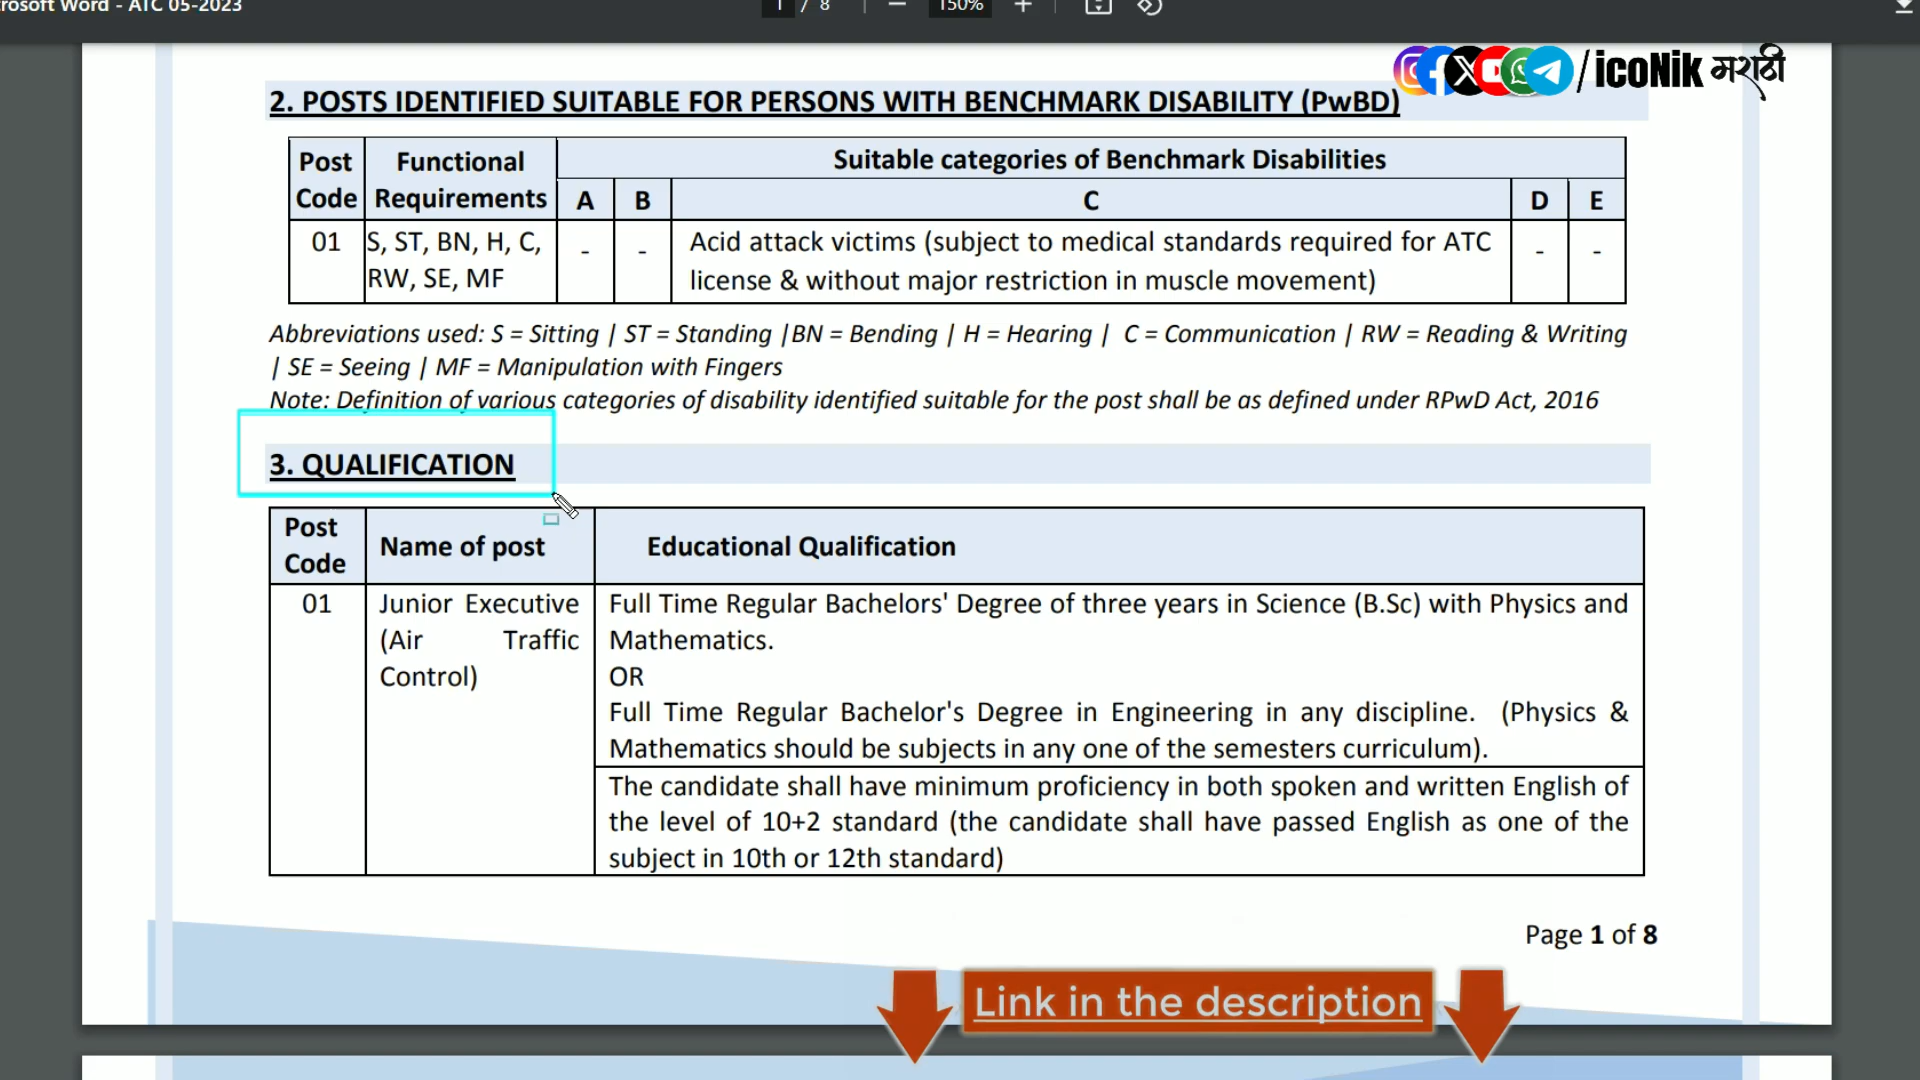 rosoft Word - ATC 05-2023
1 / 8
150%
/icoNik मराठी
2. POSTS IDENTIFIED SUITABLE FOR PERSONS WITH BENCHMARK DISABILITY (PwBD)
Post Code
Functional Requirements
Suitable categories of Benchmark Disabilities
A B C D E
01
S, ST, BN, H, C,
RW, SE, MF
- -
Acid attack victims (subject to medical standards required for ATC
license & without major restriction in muscle movement)
- -
Abbreviations used: S = Sitting | ST = Standing |BN = Bending | H = Hearing | C = Communication | RW = Reading & Writing
| SE = Seeing | MF = Manipulation with Fingers
Note: Definition of various categories of disability identified suitable for the post shall be as defined under RPwD Act, 2016
3. QUALIFICATION
Post Code
Name of post
Educational Qualification
01
Junior Executive
(Air Traffic
Control)
Full Time Regular Bachelors' Degree of three years in Science (B.Sc) with Physics and
Mathematics.
OR
Full Time Regular Bachelor's Degree in Engineering in any discipline. (Physics &
Mathematics should be subjects in any one of the semesters curriculum).
The candidate shall have minimum proficiency in both spoken and written English of
the level of 10+2 standard (the candidate shall have passed English as one of the
subject in 10th or 12th standard)
Page 1 of 8
Link in the description